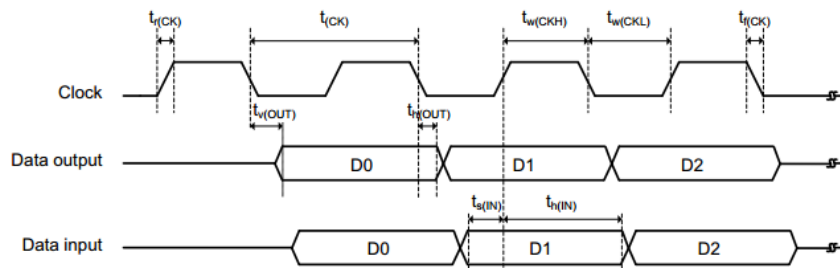 tr(CK) t(CK) tw(CKH) tw(CKL) tf(CK)
Clock
tv(OUT) th(OUT)
Data output D0 D1 D2
ts(IN) th(IN)
Data input D0 D1 D2